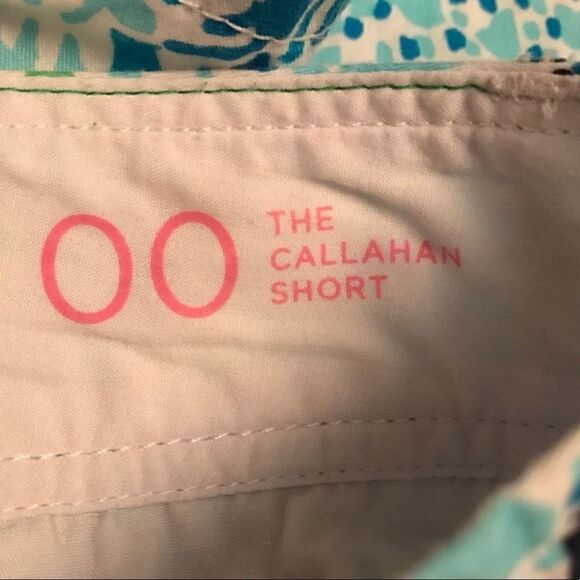 00
THE
CALLAHAN
SHORT